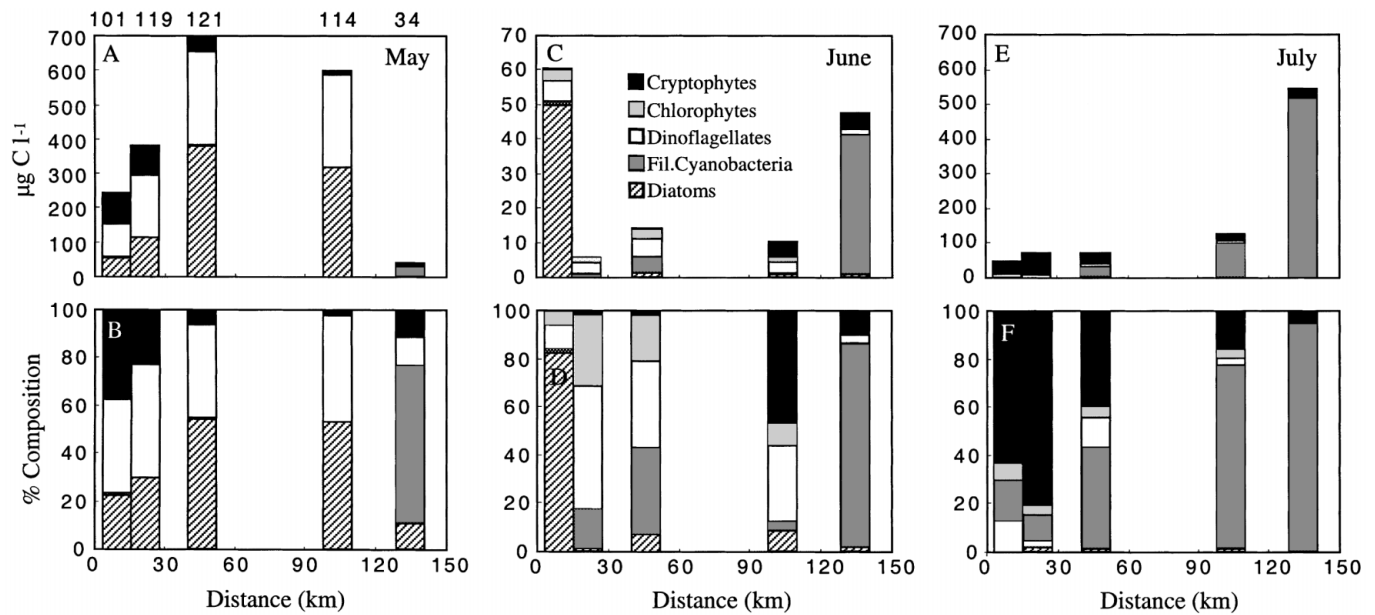 101 119 121 114 34
A May
700
600
500
400
300
200
100
0
µg C l-1
C June
70
60
50
40
30
20
10
0
Cryptophytes
Chlorophytes
Dinoflagellates
Fil.Cyanobacteria
Diatoms
E July
700
600
500
400
300
200
100
0
B
100
80
60
40
20
0
% Composition
0 30 60 90 120 150
Distance (km)
D
100
80
60
40
20
0
0 30 60 90 120 150
Distance (km)
F
100
80
60
40
20
0
0 30 60 90 120 150
Distance (km)